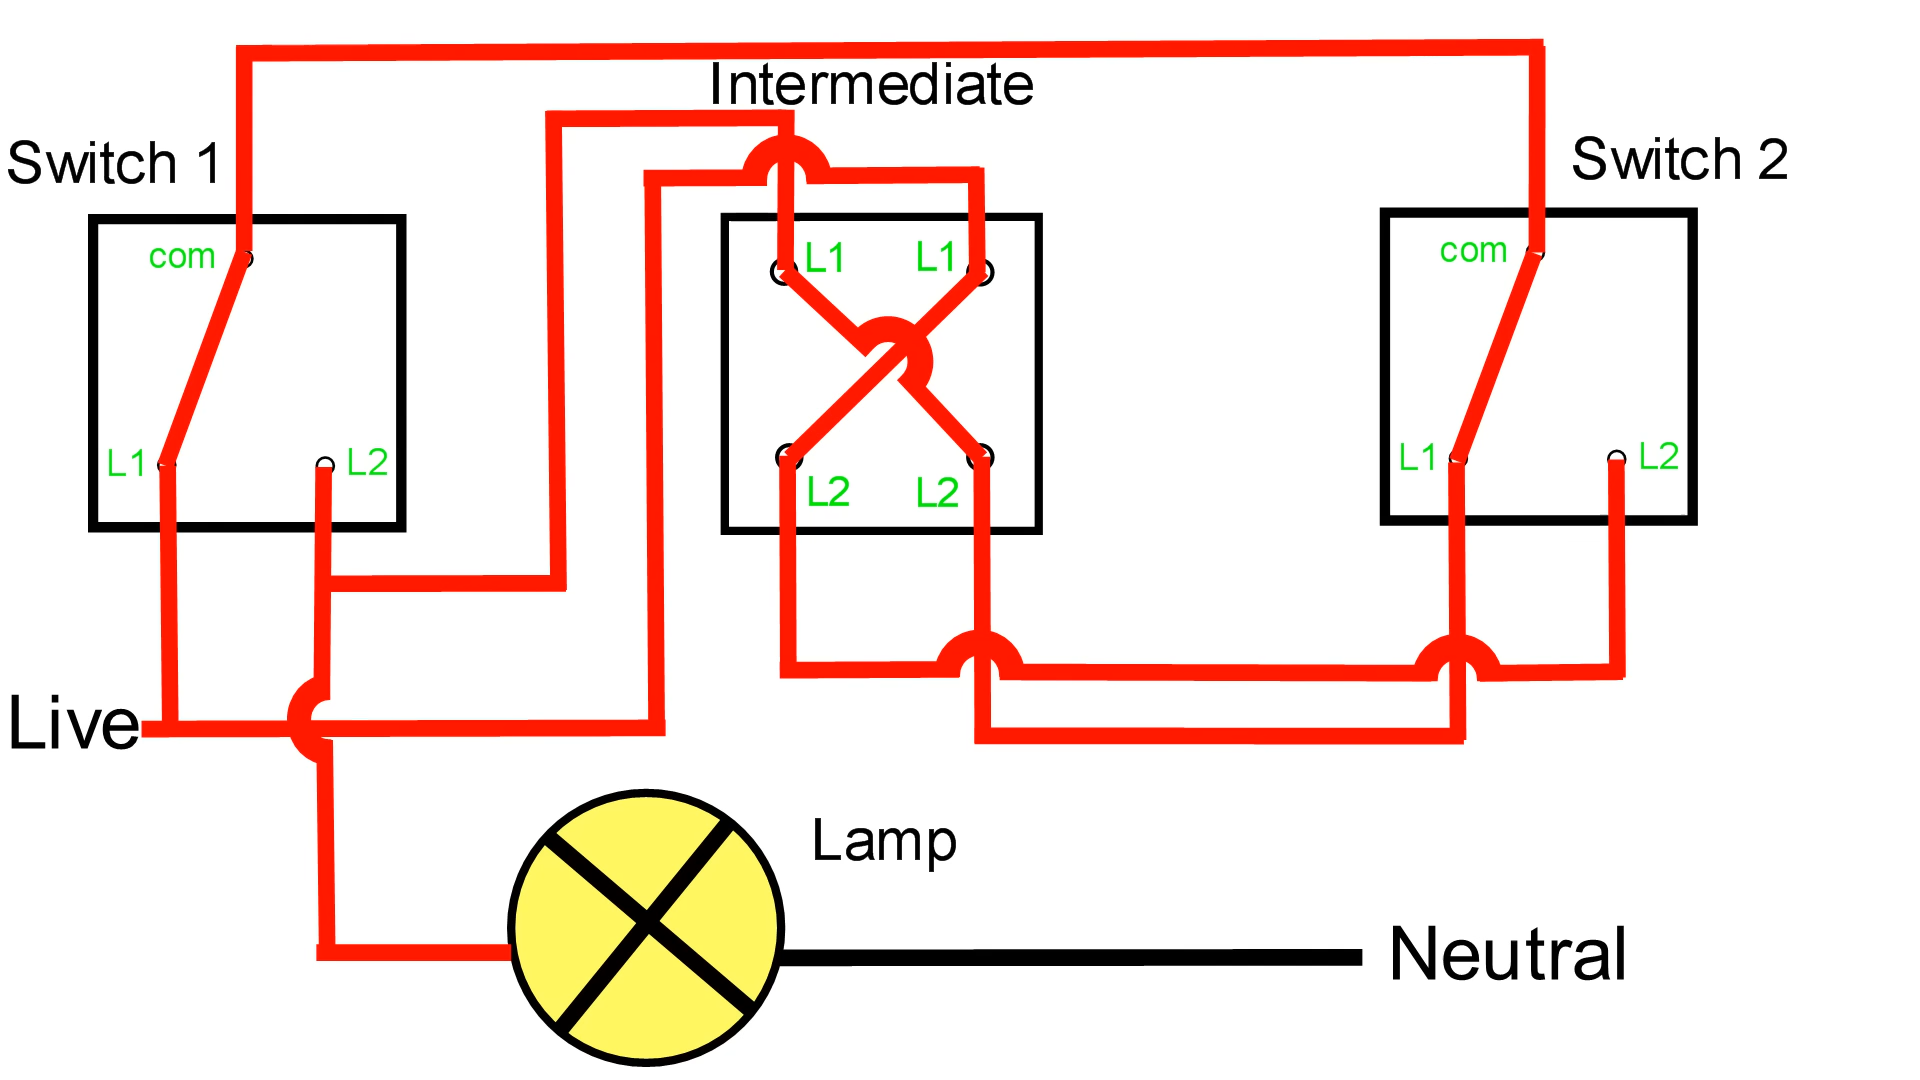 Intermediate
Switch 1
Switch 2
com
L1
L2
L1
L1
L2
L2
com
L1
L2
Live
Lamp
Neutral